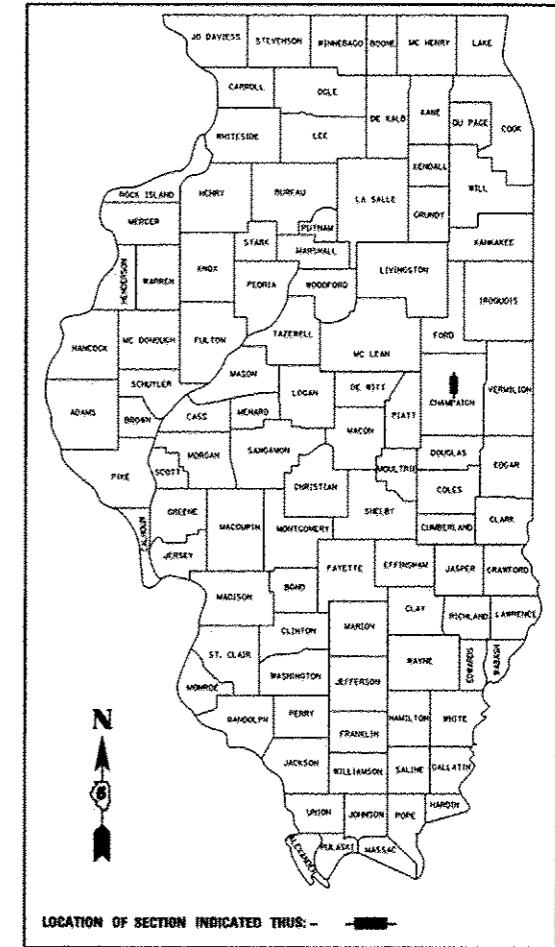 JO DAVIESS STEVENSON WINNEBAGO BOONE MC HENRY LAKE
CARROLL OGLE DE KALB KANE DU PAGE COOK
WHITESIDE LEE
KENDALL WILL
ROCK ISLAND HENRY BUREAU LA SALLE GRUNDY
MERCER PUTNAM
STARK MARSHALL KANKAKEE
HENDERSON WARREN KNOX PEORIA WOODFORD LIVINGSTON IROQUOIS
FORD
HANCOCK MC DONOUGH FULTON TAZEWELL MC LEAN
MASON
SCHUYLER LOGAN DE WITT CHAMPAIGN VERMILION
ADAMS BROWN CASS MENARD PIATT
MACON
MORGAN SANGAMON DOUGLAS EDGAR
PIKE SCOTT CHRISTIAN MOULTRIE COLES
GREENE SHELBY
CALHOUN MACOUPIN MONTGOMERY CUMBERLAND CLARK
JERSEY FAYETTE EFFINGHAM JASPER CRAWFORD
MADISON BOND CLAY
CLINTON MARION RICHLAND LAWRENCE
ST. CLAIR WAYNE EDWARDS WABASH
MONROE WASHINGTON JEFFERSON
RANDOLPH PERRY HAMILTON WHITE
FRANKLIN
JACKSON WILLIAMSON SALINE GALLATIN
HARDIN
UNION JOHNSON POPE
ALEXANDER PULASKI MASSAC
N
LOCATION OF SECTION INDICATED THUS: -